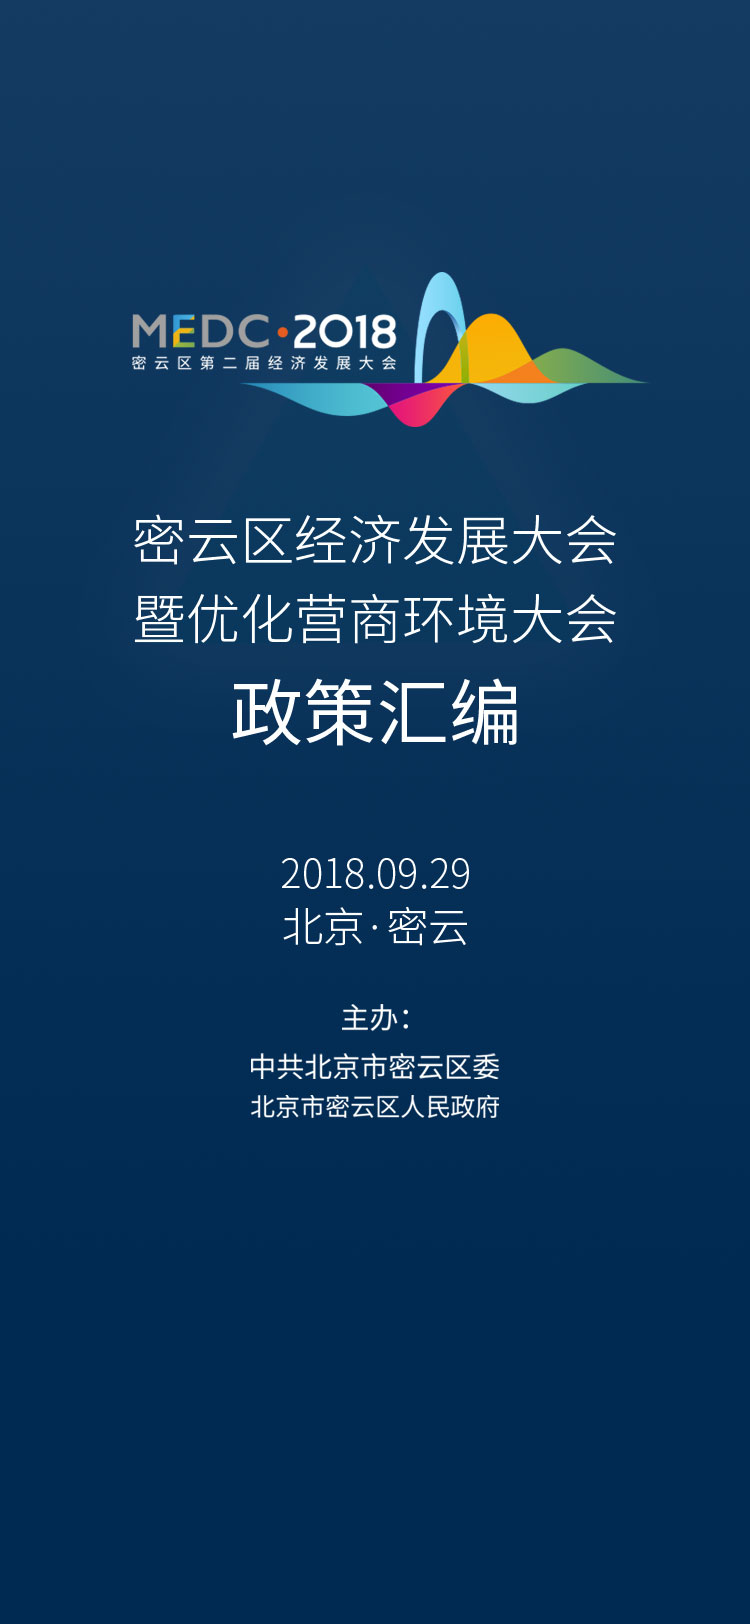 MEDC·2018
密云区第二届经济发展大会
密云区经济发展大会
暨优化营商环境大会
政策汇编
2018.09.29
北京·密云
主办：
中共北京市密云区委
北京市密云区人民政府